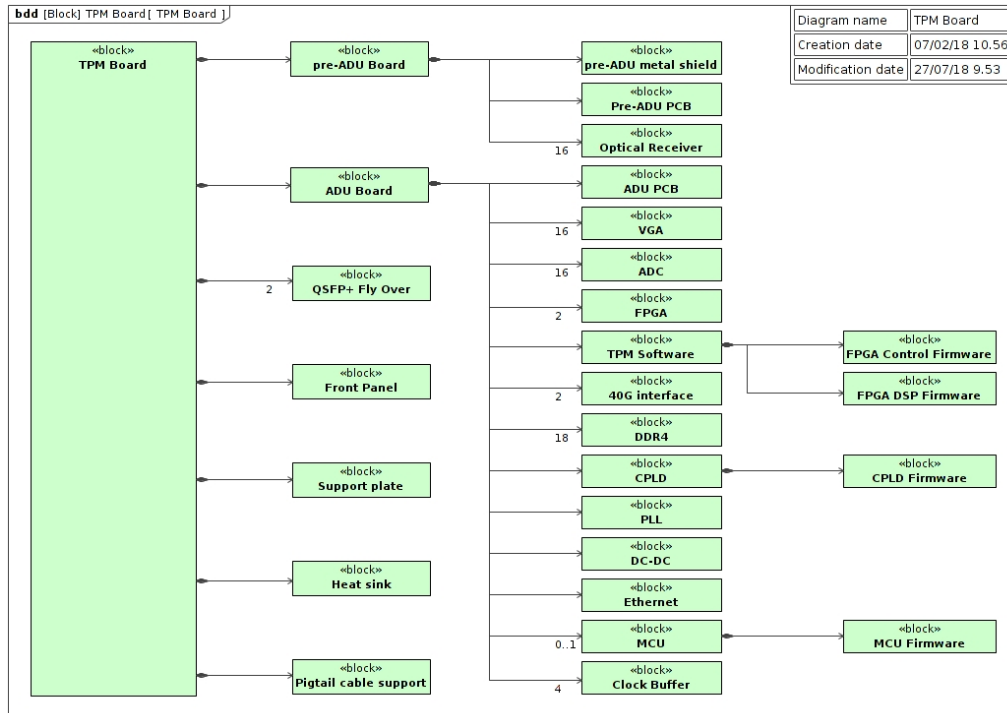 bdd [Block] TPM Board [ TPM Board ]
Diagram name TPM Board
Creation date 07/02/18 10.56
Modification date 27/07/18 9.53
«block»
TPM Board
«block»
pre-ADU Board
«block»
pre-ADU metal shield
«block»
Pre-ADU PCB
16
«block»
Optical Receiver
«block»
ADU Board
«block»
ADU PCB
16
«block»
VGA
16
«block»
ADC
2
«block»
QSFP+ Fly Over
2
«block»
FPGA
«block»
TPM Software
«block»
FPGA Control Firmware
«block»
FPGA DSP Firmware
«block»
Front Panel
2
«block»
40G interface
18
«block»
DDR4
«block»
Support plate
«block»
CPLD
«block»
CPLD Firmware
«block»
PLL
«block»
DC-DC
«block»
Heat sink
«block»
Ethernet
0..1
«block»
MCU
«block»
MCU Firmware
«block»
Pigtail cable support
4
«block»
Clock Buffer